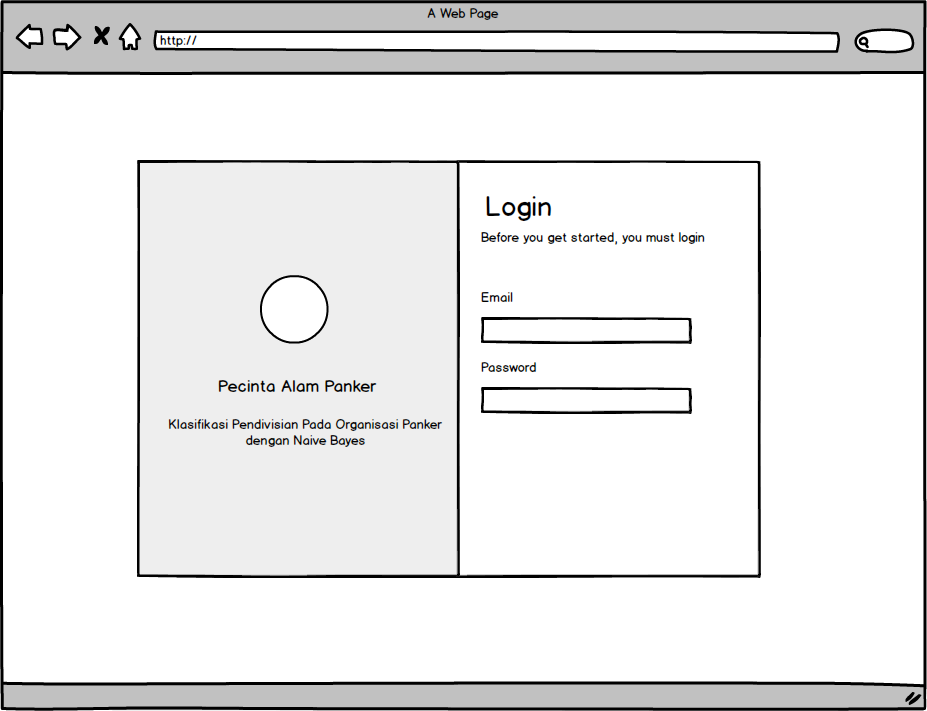 A Web Page
http://
Pecinta Alam Panker
Klasifikasi Pendivisian Pada Organisasi Panker
dengan Naive Bayes
Login
Before you get started, you must login
Email
Password